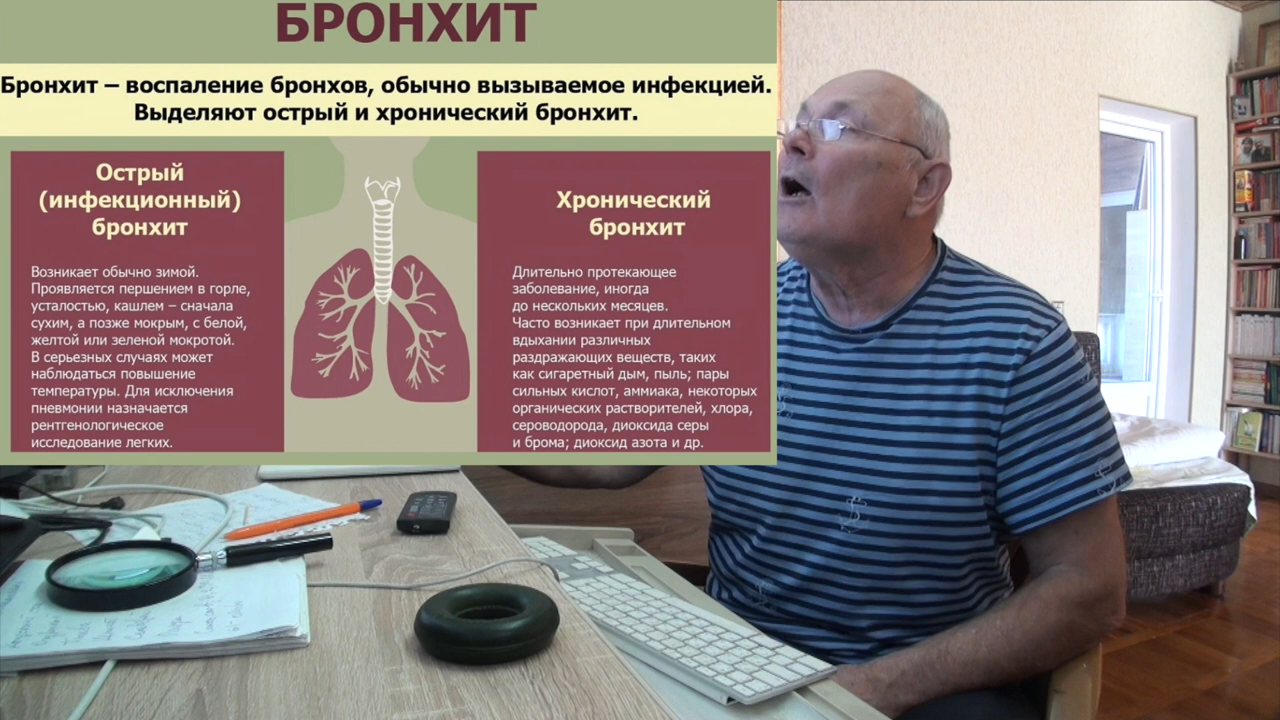 БРОНХИТ
Бронхит – воспаление бронхов, обычно вызываемое инфекцией.
Выделяют острый и хронический бронхит.
Острый
(инфекционный)
бронхит
Возникает обычно зимой.
Проявляется першением в горле,
усталостью, кашлем – сначала
сухим, а позже мокрым, с белой,
желтой или зеленой мокротой.
В серьезных случаях может
наблюдаться повышение
температуры. Для исключения
пневмонии назначается
рентгенологическое
исследование легких.
Хронический
бронхит
Длительно протекающее
заболевание, иногда
до нескольких месяцев.
Часто возникает при длительном
вдыхании различных
раздражающих веществ, таких
как сигаретный дым, пыль; пары
сильных кислот, аммиака, некоторых
органических растворителей, хлора,
сероводорода, диоксида серы
и брома; диоксид азота и др.